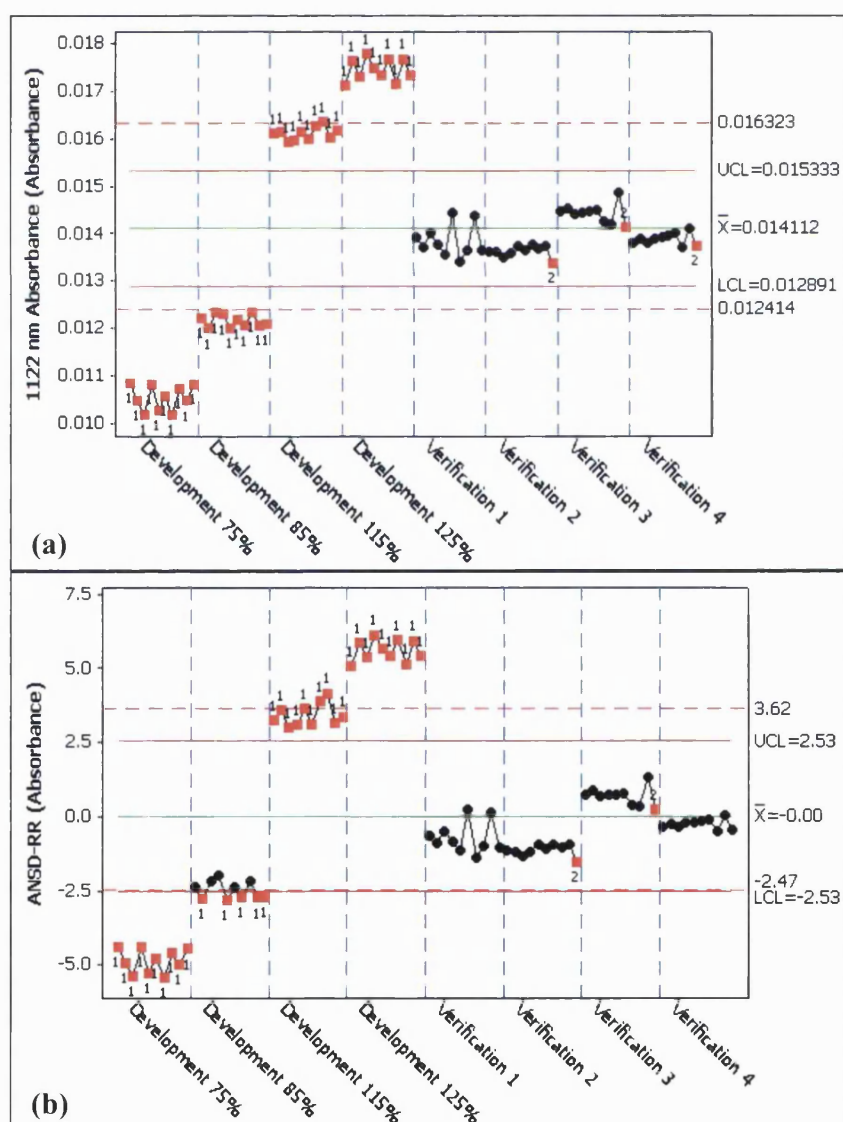 0.018
0.017
0.016
0.015
0.014
0.013
0.012
0.011
0.010
1122 nm Absorbance (Absorbance)
0.016323
UCL=0.015333
X̄=0.014112
LCL=0.012891
0.012414
Development 75%
Development 85%
Development 115%
Development 125%
Verification 1
Verification 2
Verification 3
Verification 4
(a)
7.5
5.0
2.5
0.0
-2.5
-5.0
ANSD-RR (Absorbance)
3.62
UCL=2.53
X̄=-0.00
-2.47
LCL=-2.53
Development 75%
Development 85%
Development 115%
Development 125%
Verification 1
Verification 2
Verification 3
Verification 4
(b)